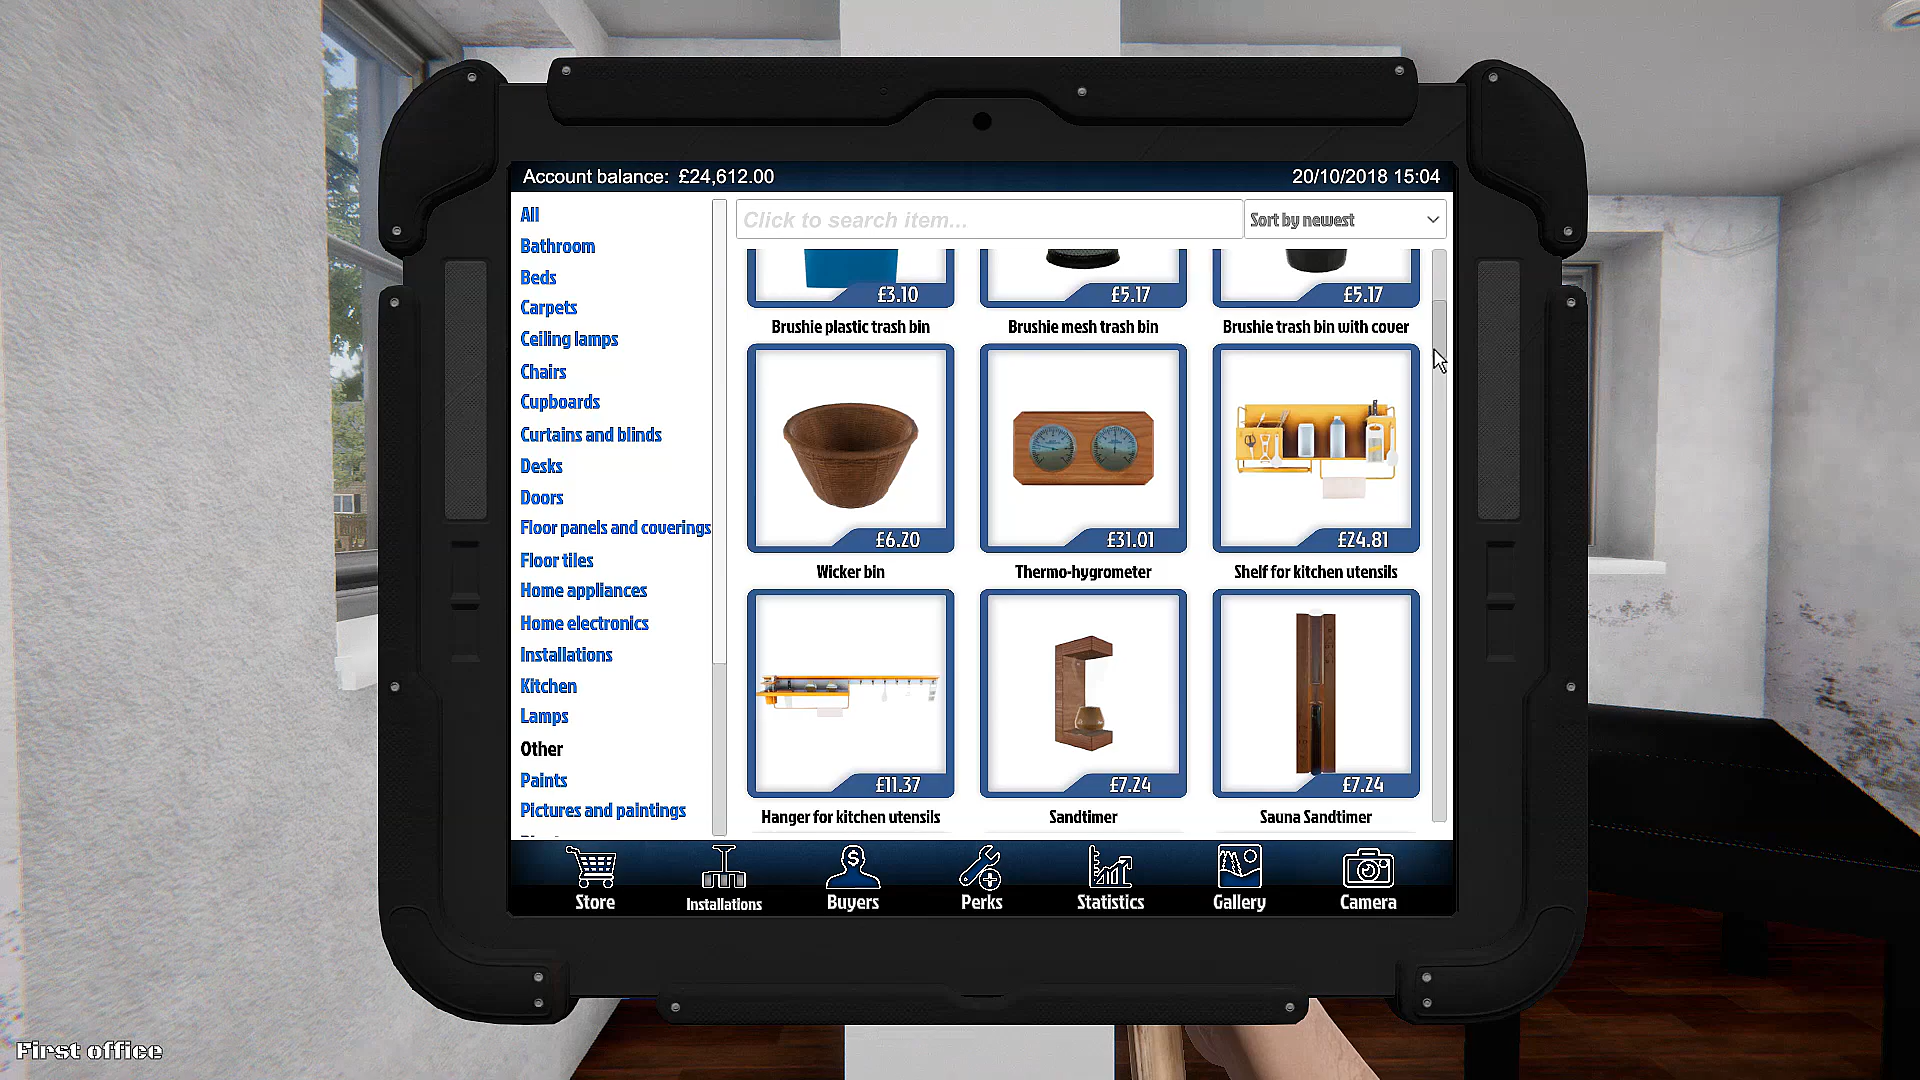 Account balance: £24,612.00
20/10/2018 15:04
All
Bathroom
Beds
Carpets
Ceiling lamps
Chairs
Cupboards
Curtains and blinds
Desks
Doors
Floor panels and coverings
Floor tiles
Home appliances
Home electronics
Installations
Kitchen
Lamps
Other
Paints
Pictures and paintings
Click to search item...
Sort by newest
£3.10
£5.17
£5.17
Brushie plastic trash bin
Brushie mesh trash bin
Brushie trash bin with cover
£6.20
£31.01
£24.81
Wicker bin
Thermo-hygrometer
Shelf for kitchen utensils
£11.37
£7.24
£7.24
Hanger for kitchen utensils
Sandtimer
Sauna Sandtimer
Store
Installations
Buyers
Perks
Statistics
Gallery
Camera
First office